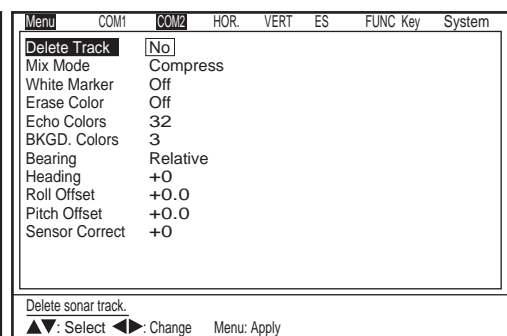 Menu COM1 COM2 HOR. VERT ES FUNC Key System
Delete Track No
Mix Mode Compress
White Marker Off
Erase Color Off
Echo Colors 32
BKGD. Colors 3
Bearing Relative
Heading +0
Roll Offset +0.0
Pitch Offset +0.0
Sensor Correct +0
Delete sonar track.
▲▼: Select ◀▶: Change Menu: Apply